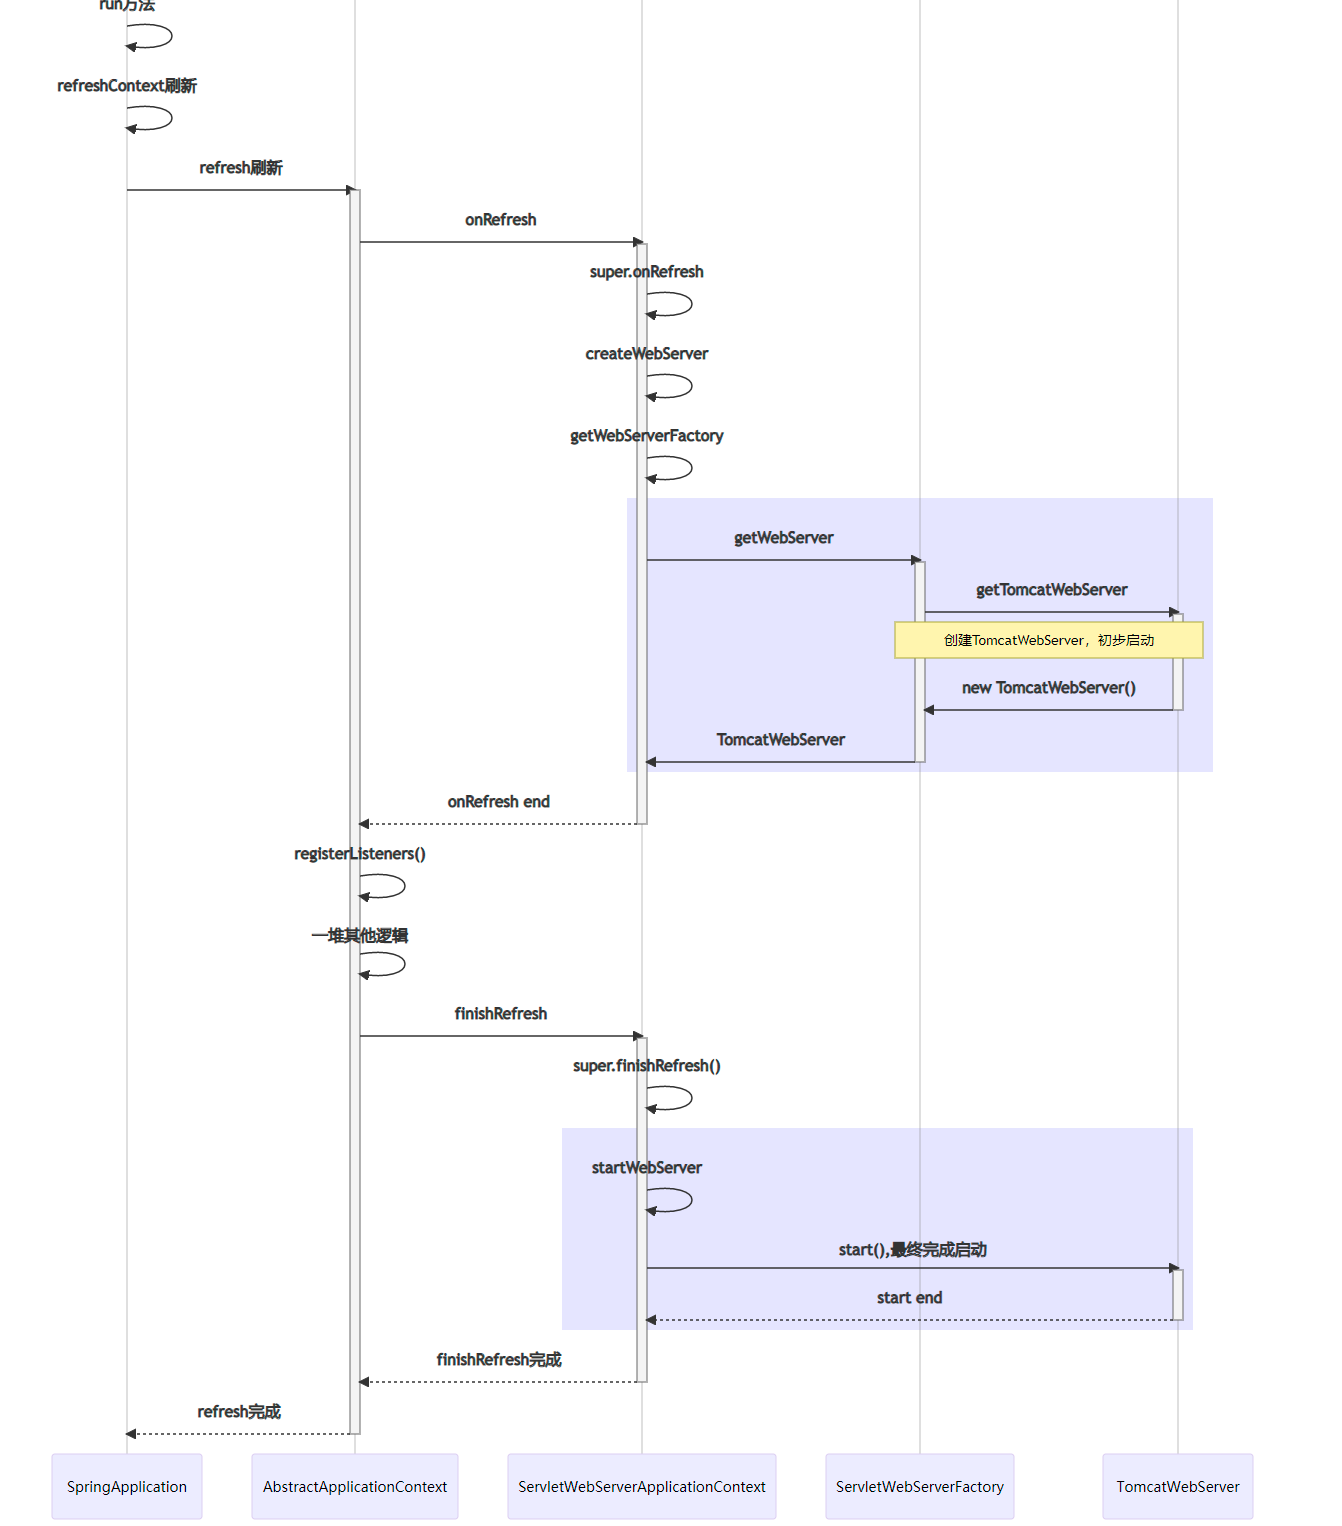 run方法
refreshContext刷新
refresh刷新
onRefresh
super.onRefresh
createWebServer
getWebServerFactory
getWebServer
getTomcatWebServer
创建TomcatWebServer，初步启动
new TomcatWebServer()
TomcatWebServer
onRefresh end
registerListeners()
一堆其他逻辑
finishRefresh
super.finishRefresh()
startWebServer
start(),最终完成启动
start end
finishRefresh完成
refresh完成
SpringApplication
AbstractApplicationContext
ServletWebServerApplicationContext
ServletWebServerFactory
TomcatWebServer